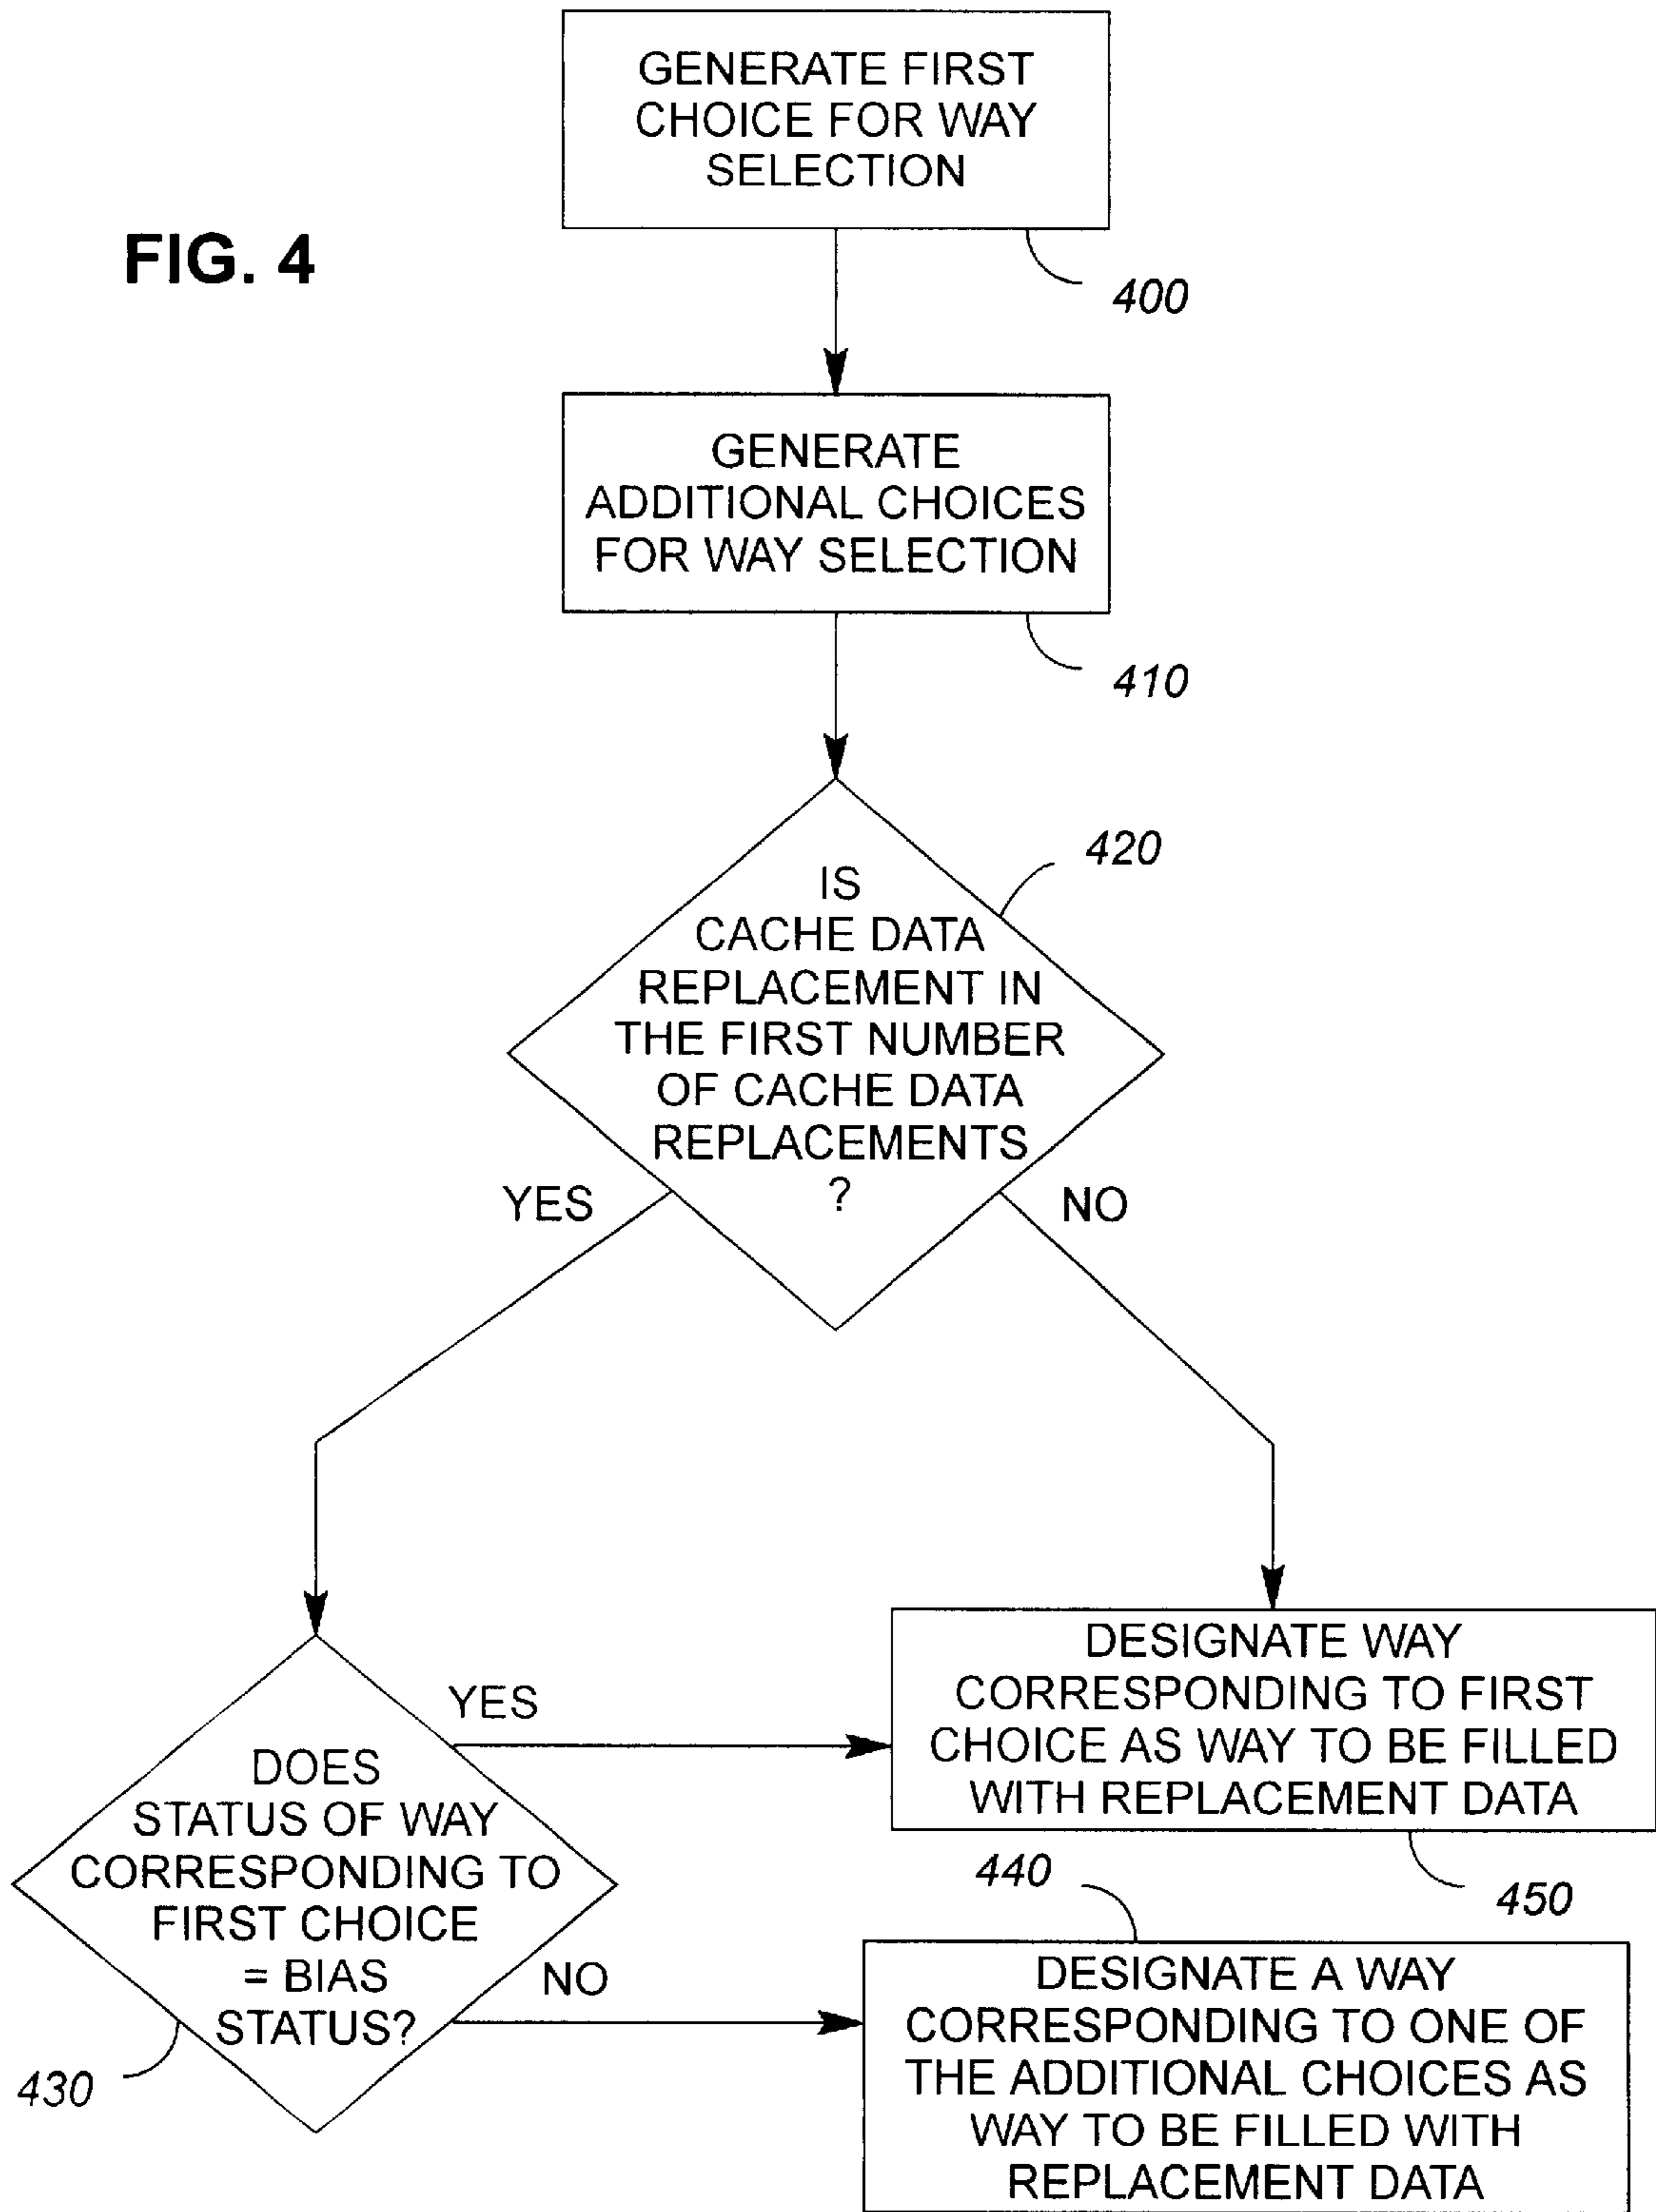 GENERATE FIRST
CHOICE FOR WAY
SELECTION
FIG. 4
400
GENERATE
ADDITIONAL CHOICES
FOR WAY SELECTION
410
420
IS
CACHE DATA
REPLACEMENT IN
THE FIRST NUMBER
OF CACHE DATA
REPLACEMENTS
?
YES
NO
DESIGNATE WAY
CORRESPONDING TO FIRST
CHOICE AS WAY TO BE FILLED
WITH REPLACEMENT DATA
450
YES
DOES
STATUS OF WAY
CORRESPONDING TO
FIRST CHOICE
= BIAS
STATUS?
NO
430
440
DESIGNATE A WAY
CORRESPONDING TO ONE OF
THE ADDITIONAL CHOICES AS
WAY TO BE FILLED WITH
REPLACEMENT DATA